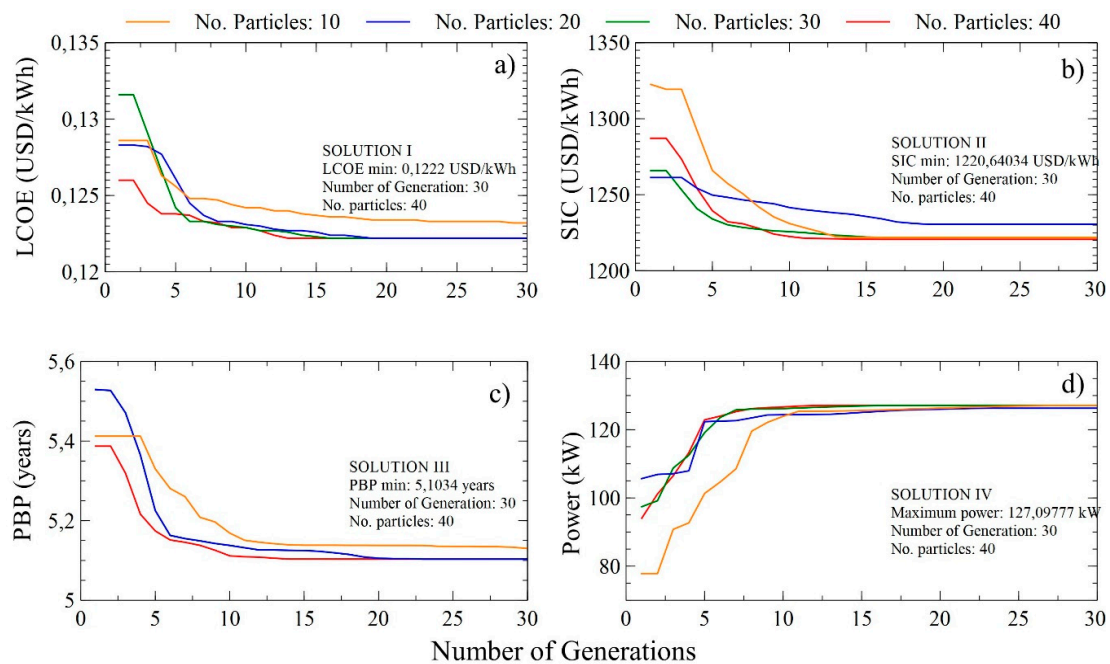 No. Particles: 10 No. Particles: 20 No. Particles: 30 No. Particles: 40
a)
LCOE (USD/kWh)
0,135
0,13
0,125
0,12
SOLUTION I
LCOE min: 0,1222 USD/kWh
Number of Generation: 30
No. particles: 40
0 5 10 15 20 25 30
b)
SIC (USD/kWh)
1350
1300
1250
1200
SOLUTION II
SIC min: 1220,64034 USD/kWh
Number of Generation: 30
No. particles: 40
0 5 10 15 20 25 30
c)
PBP (years)
5,6
5,4
5,2
5
SOLUTION III
PBP min: 5,1034 years
Number of Generation: 30
No. particles: 40
0 5 10 15 20 25 30
d)
Power (kW)
140
120
100
80
SOLUTION IV
Maximum power: 127,09777 kW
Number of Generation: 30
No. particles: 40
0 5 10 15 20 25 30
Number of Generations